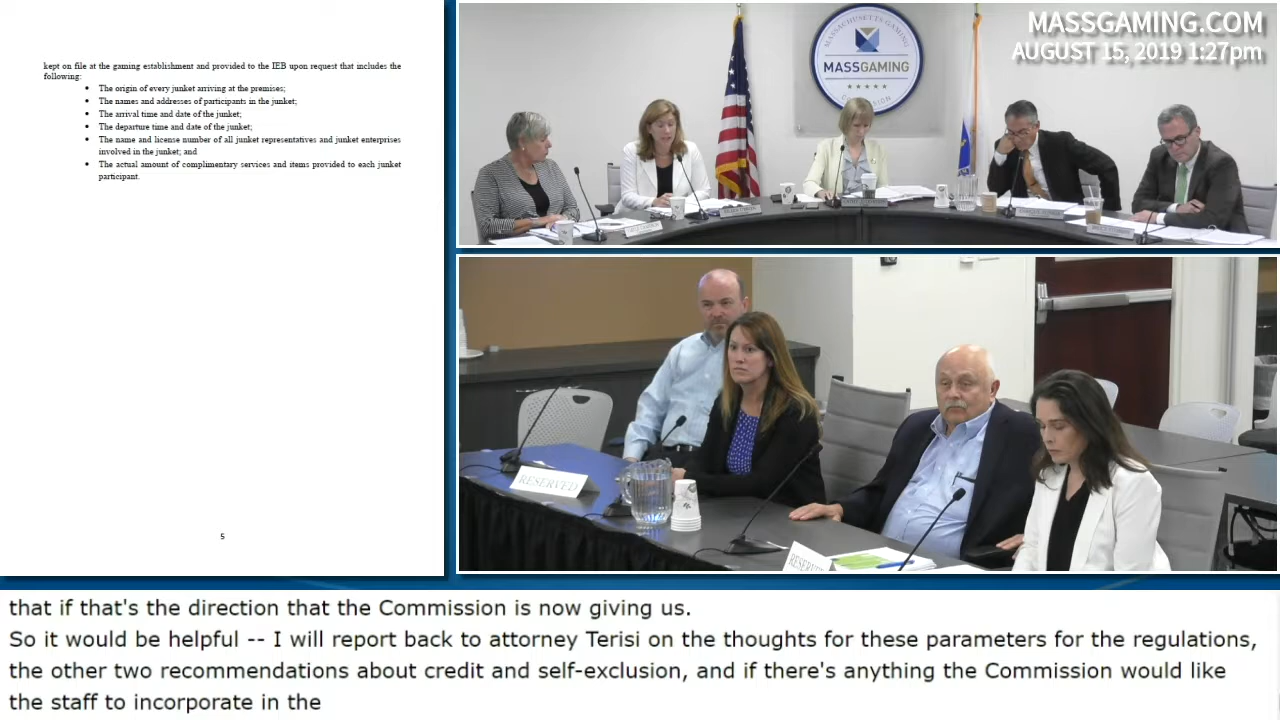 kept on file at the gaming establishment and provided to the IEB upon request that includes the
following:
• The origin of every junket arriving at the premises;
• The names and addresses of participants in the junket;
• The arrival time and date of the junket;
• The departure time and date of the junket;
• The name and license number of all junket representatives and junket enterprises
involved in the junket; and
• The actual amount of complimentary services and items provided to each junket
participant.
5
MASSGAMING.COM
AUGUST 15, 2019 1:27pm
MASSACHUSETTS GAMING
MASSGAMING
COMMISSION
RESERVED
RESERVED
that if that's the direction that the Commission is now giving us.
So it would be helpful -- I will report back to attorney Terisi on the thoughts for these parameters for the regulations,
the other two recommendations about credit and self-exclusion, and if there's anything the Commission would like
the staff to incorporate in the